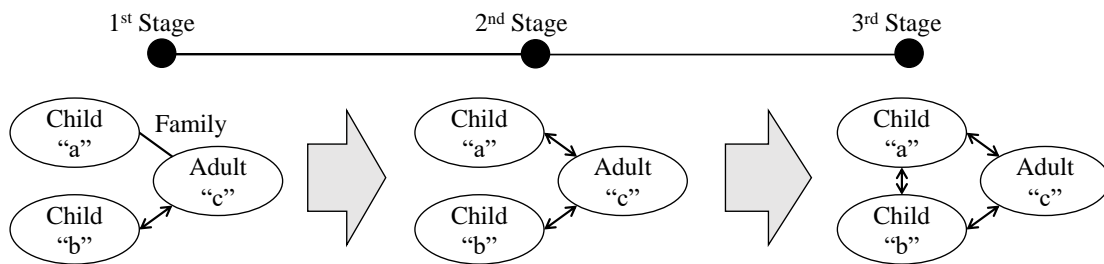 1st Stage
2nd Stage
3rd Stage
Child
“a”
Family
Adult
“c”
Child
“b”
Child
“a”
Adult
“c”
Child
“b”
Child
“a”
Adult
“c”
Child
“b”